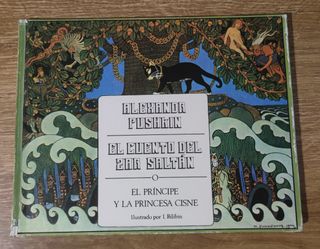 ALEXANDR
PUSHKIN
EL CUENTO DEL
ZAR SALTÁN
O
EL PRÍNCIPE
Y LA PRINCESA CISNE
Ilustrado por I. Bilibin